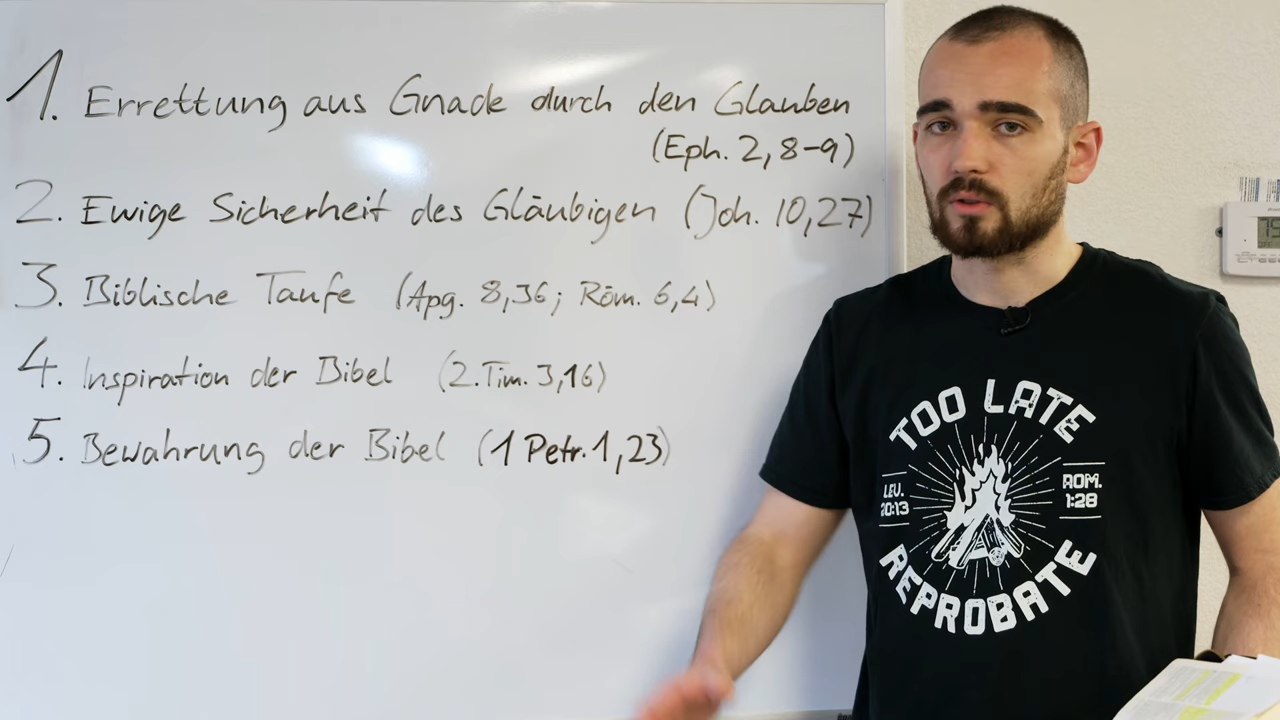 1. Errettung aus Gnade durch den Glauben
(Eph. 2,8-9)
2. Ewige Sicherheit des Gläubigen (Joh. 10,27)
3. Biblische Taufe (Apg. 8,36; Röm. 6,4)
4. Inspiration der Bibel (2.Tim. 3,16)
5. Bewahrung der Bibel (1 Petr. 1,23)
TOO LATE
LEV. 20:13
ROM. 1:28
REPROBATE